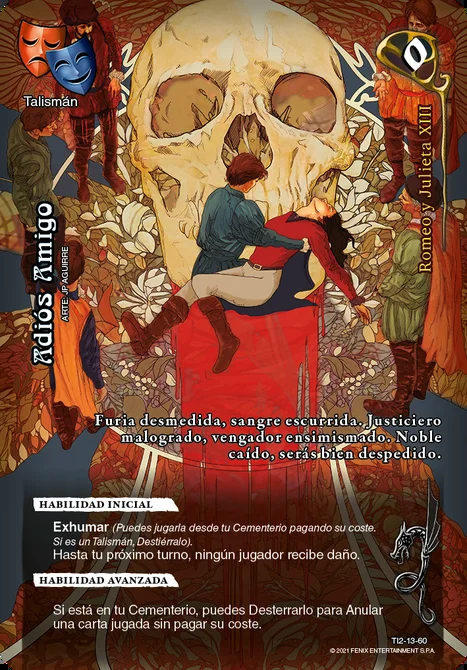 Talismán
0
Romeo y Julieta XIII
Adiós Amigo
ARTE: JP AGUIRRE
Furia desmedida, sangre escurrida. Justiciero
malogrado, vengador ensimismado. Noble
caído, serás bien despedido.
HABILIDAD INICIAL
Exhumar (Puedes jugarla desde tu Cementerio pagando su coste.
Si es un Talismán, Destiérralo).
Hasta tu próximo turno, ningún jugador recibe daño.
HABILIDAD AVANZADA
Si está en tu Cementerio, puedes Desterrarlo para Anular
una carta jugada sin pagar su coste.
TI2-13-60
© 2021 FENIX ENTERTAINMENT S.P.A.